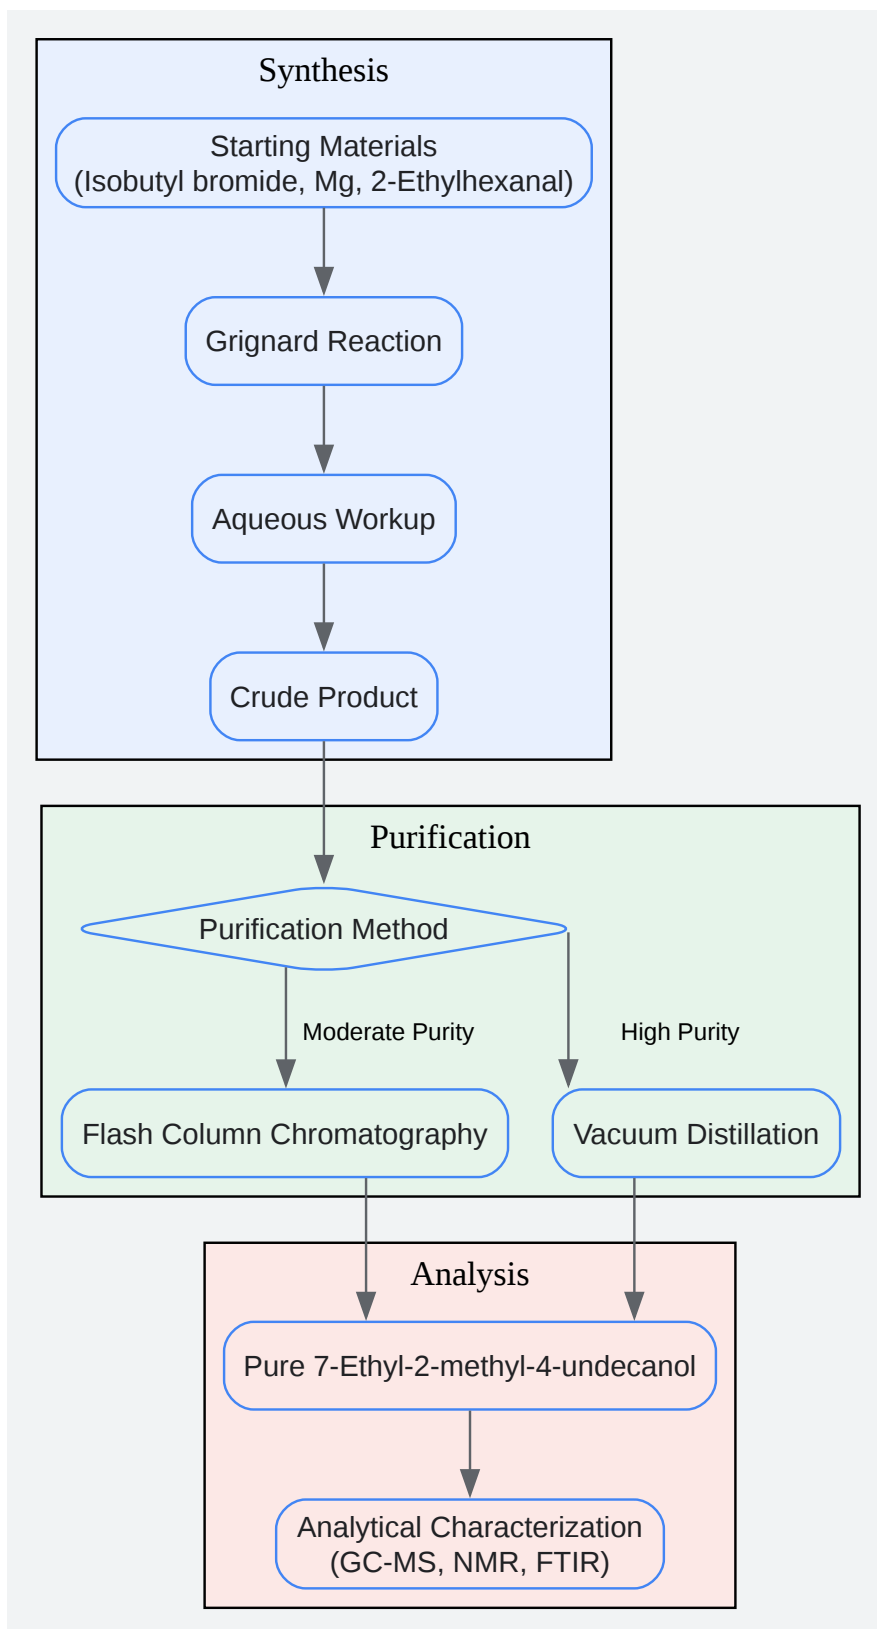 Synthesis
Starting Materials
(Isobutyl bromide, Mg, 2-Ethylhexanal)
Grignard Reaction
Aqueous Workup
Crude Product
Purification
Purification Method
Moderate Purity
High Purity
Flash Column Chromatography
Vacuum Distillation
Analysis
Pure 7-Ethyl-2-methyl-4-undecanol
Analytical Characterization
(GC-MS, NMR, FTIR)